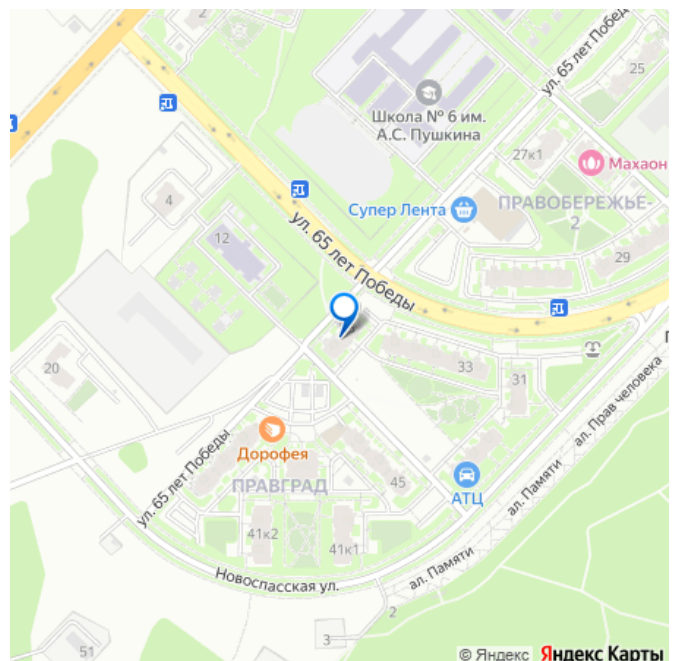 2
ул. 65 лет Победы
25
Школа № 6 им.
А.С. Пушкина
27к1
Махаон
4
Супер Лента
ПРАВОБЕРЕЖЬЕ-
2
12
ул. 65 лет Победы
29
20
33
31
ал. Прав человека
Дорофея
ул. 65 лет Победы
ПРАВГРАД
45
АТЦ
ал. Памяти
41к2
41к1
Новоспасская ул.
ал. Памяти
2
3
51
© Яндекс Яндекс Карты